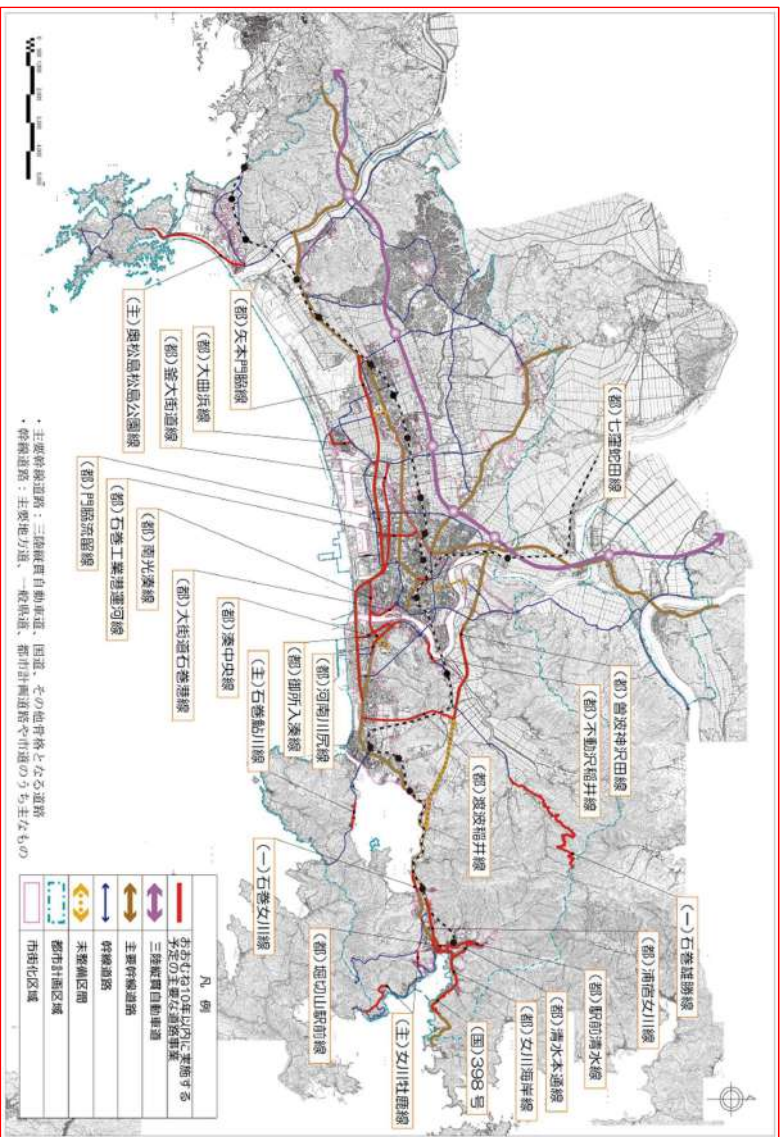 (都)七窪蛇田線
(都)矢本門脇線
(都)大曲浜線
(都)釜大街道線
(主)奥松島松島公園線
(都)門脇流留線
(都)石巻工業港運河線
(都)南光湊線
(都)大街道石巻港線
(都)湊中央線
(主)石巻鮎川線
(都)御所入湊線
(都)河南川尻線
(都)曽波神沢田線
(都)不動沢稲井線
(都)渡波稲井線
(一)石巻雄勝線
(都)浦宿女川線
(都)駅前清水線
(都)清水本通線
(都)女川海岸線
(国)398号
(主)女川牡鹿線
(都)堀切山駅前線
(一)石巻女川線
・主要幹線道路:三陸縦貫自動車道、国道、その他骨格となる道路
・幹線道路:主要地方道、一般県道、都市計画道路や市道のうち主なもの
凡 例
おおむね10年以内に実施する
予定の主要な道路事業
三陸縦貫自動車道
主要幹線道路
幹線道路
未整備区間
都市計画区域
市街化区域